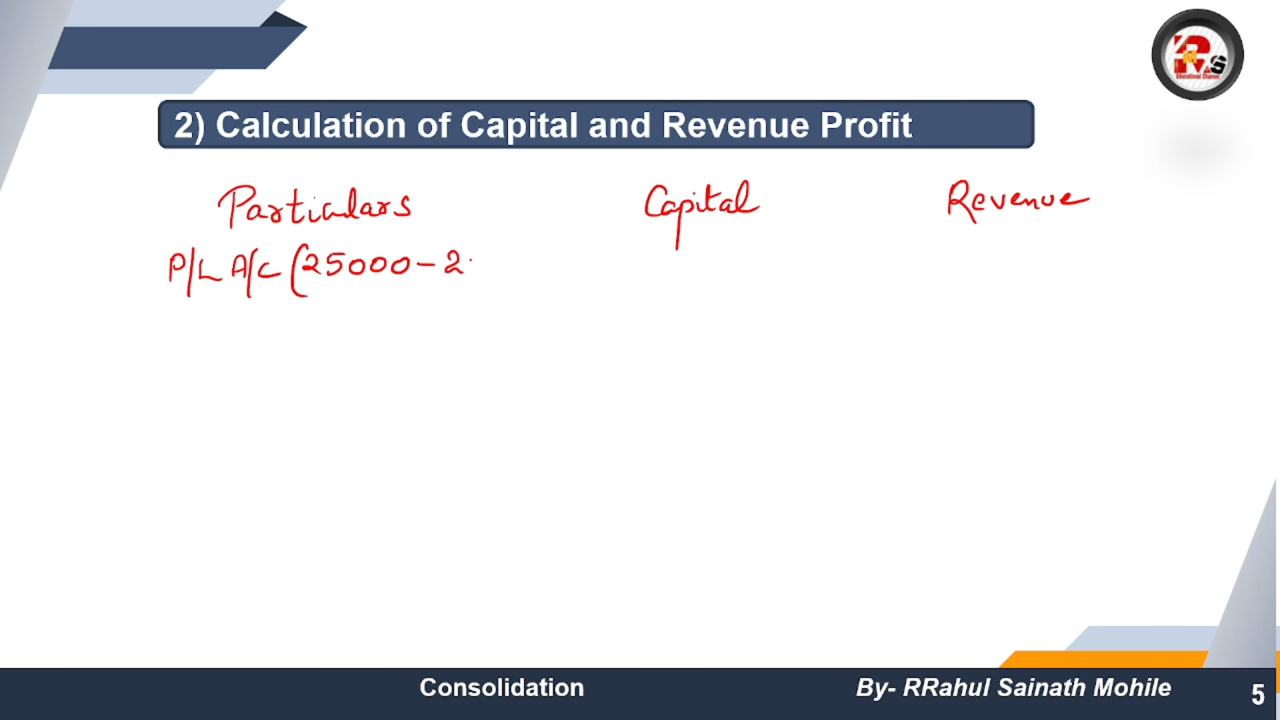 2) Calculation of Capital and Revenue Profit
Particulars Capital Revenue
P/L A/C (25000-2
Consolidation By- RRahul Sainath Mohile 5